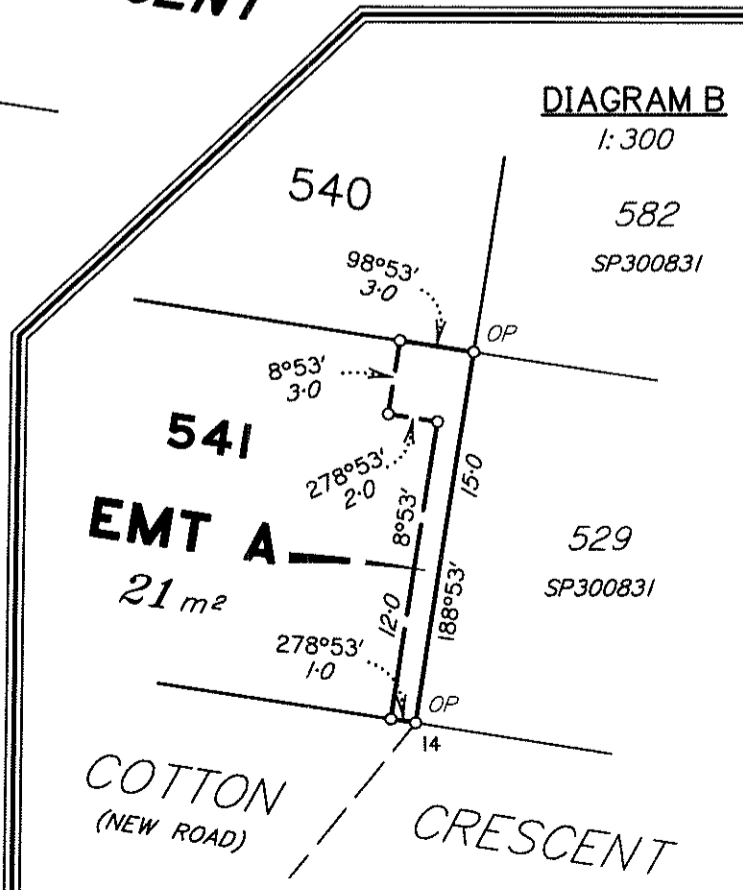 DIAGRAM B
1:300
540
582
SP300831
98°53'
3·0
OP
8°53'
3·0
541
278°53'
2·0
15·0
8°53'
EMT A
21 m²
529
SP300831
188°53'
12·0
278°53'
1·0
OP
14
COTTON
(NEW ROAD)
CRESCENT